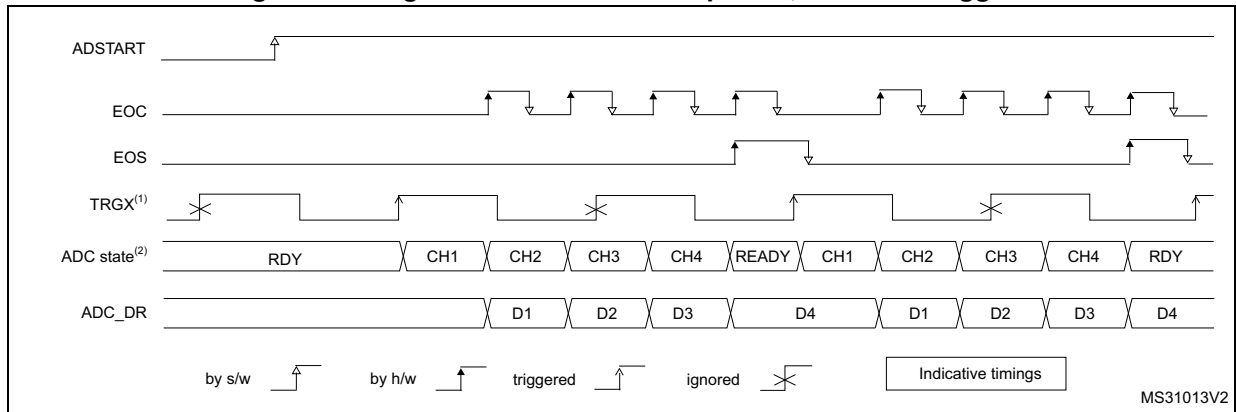 ADSTART
EOC
EOS
TRGX(1)
ADC state(2) RDY CH1 CH2 CH3 CH4 READY CH1 CH2 CH3 CH4 RDY
ADC_DR D1 D2 D3 D4 D1 D2 D3 D4
by s/w by h/w triggered ignored Indicative timings
MS31013V2